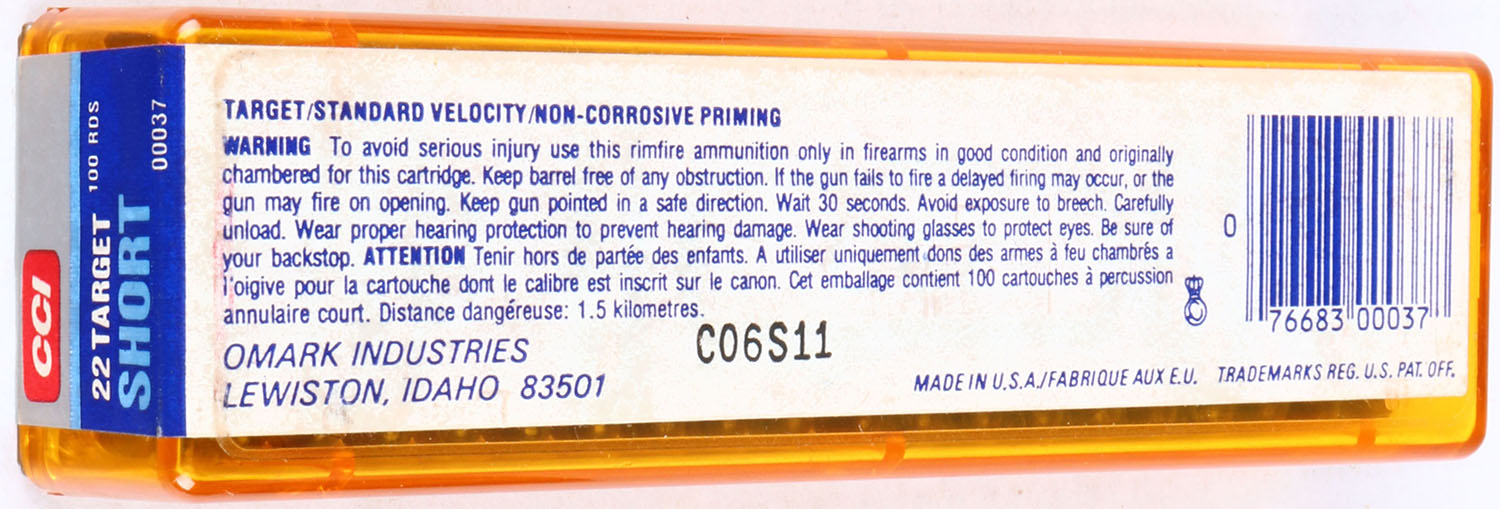 CCI
22 TARGET 100 RDS
SHORT 00037
TARGET/STANDARD VELOCITY/NON-CORROSIVE PRIMING
WARNING To avoid serious injury use this rimfire ammunition only in firearms in good condition and originally
chambered for this cartridge. Keep barrel free of any obstruction. If the gun fails to fire a delayed firing may occur, or the
gun may fire on opening. Keep gun pointed in a safe direction. Wait 30 seconds. Avoid exposure to breech. Carefully
unload. Wear proper hearing protection to prevent hearing damage. Wear shooting glasses to protect eyes. Be sure of
your backstop. ATTENTION Tenir hors de partée des enfants. A utiliser uniquement dons des armes à feu chambrés a
l'oigive pour la cartouche dont le calibre est inscrit sur le canon. Cet emballage contient 100 cartouches à percussion
annulaire court. Distance dangéreuse: 1.5 kilometres.
C06S11
OMARK INDUSTRIES
LEWISTON, IDAHO 83501
MADE IN U.S.A./FABRIQUE AUX E.U. TRADEMARKS REG. U.S. PAT. OFF.
0 76683 00037